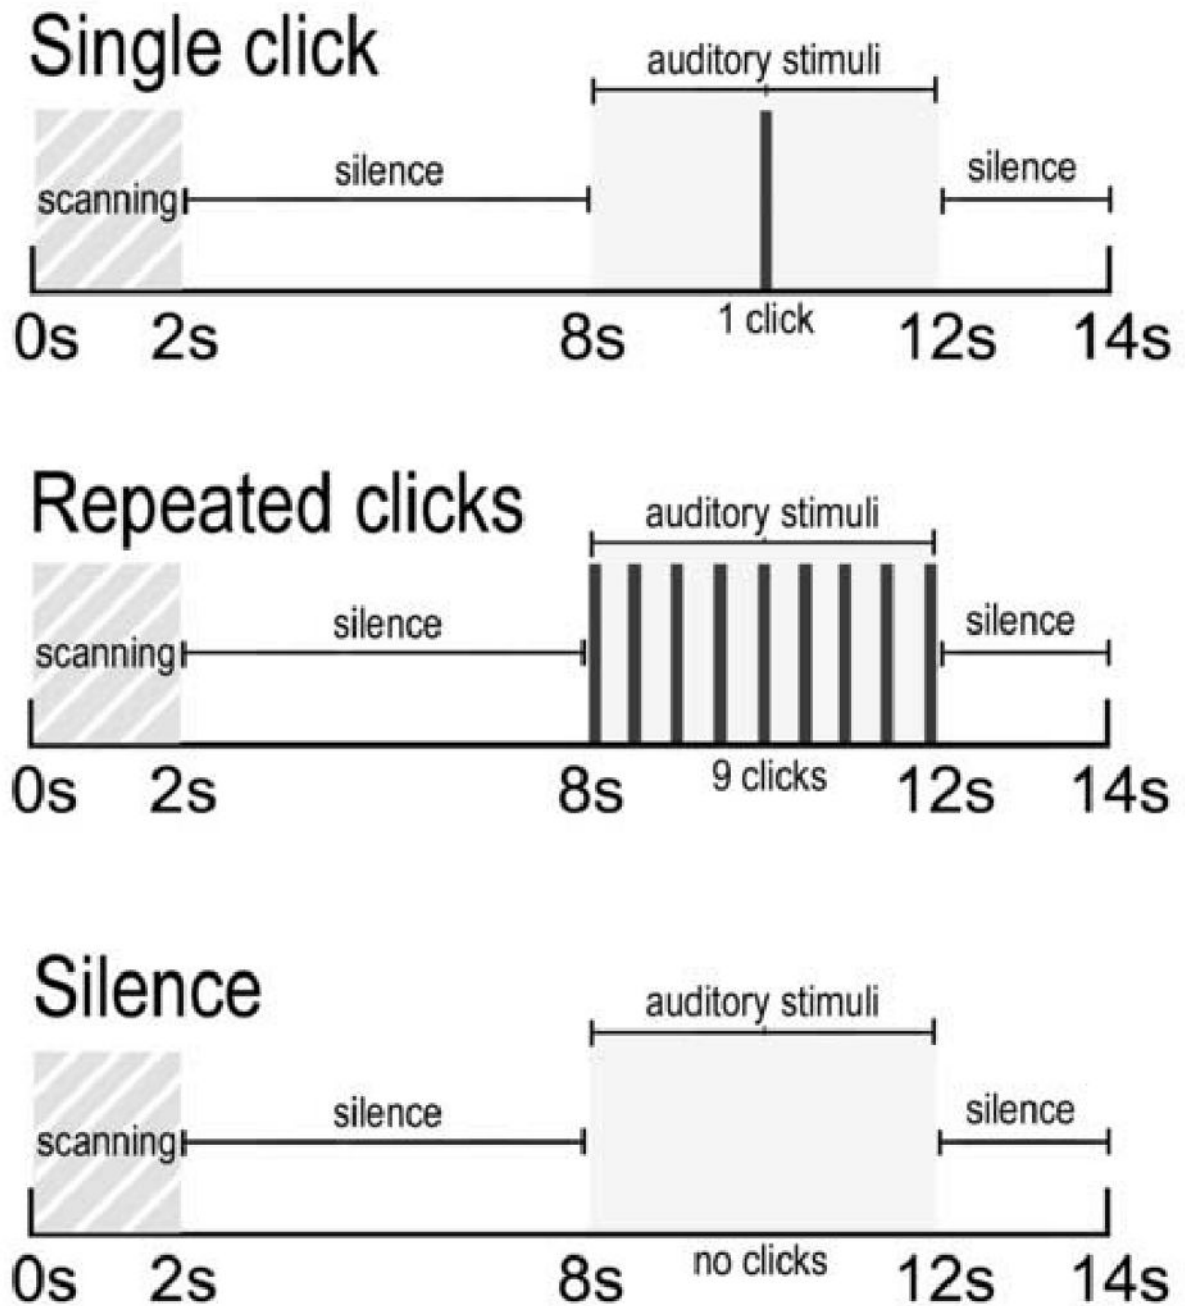 Single click
auditory stimuli
silence
silence
scanning
1 click
0s 2s 8s 12s 14s
Repeated clicks
auditory stimuli
silence
silence
scanning
9 clicks
0s 2s 8s 12s 14s
Silence
auditory stimuli
silence
silence
scanning
no clicks
0s 2s 8s 12s 14s